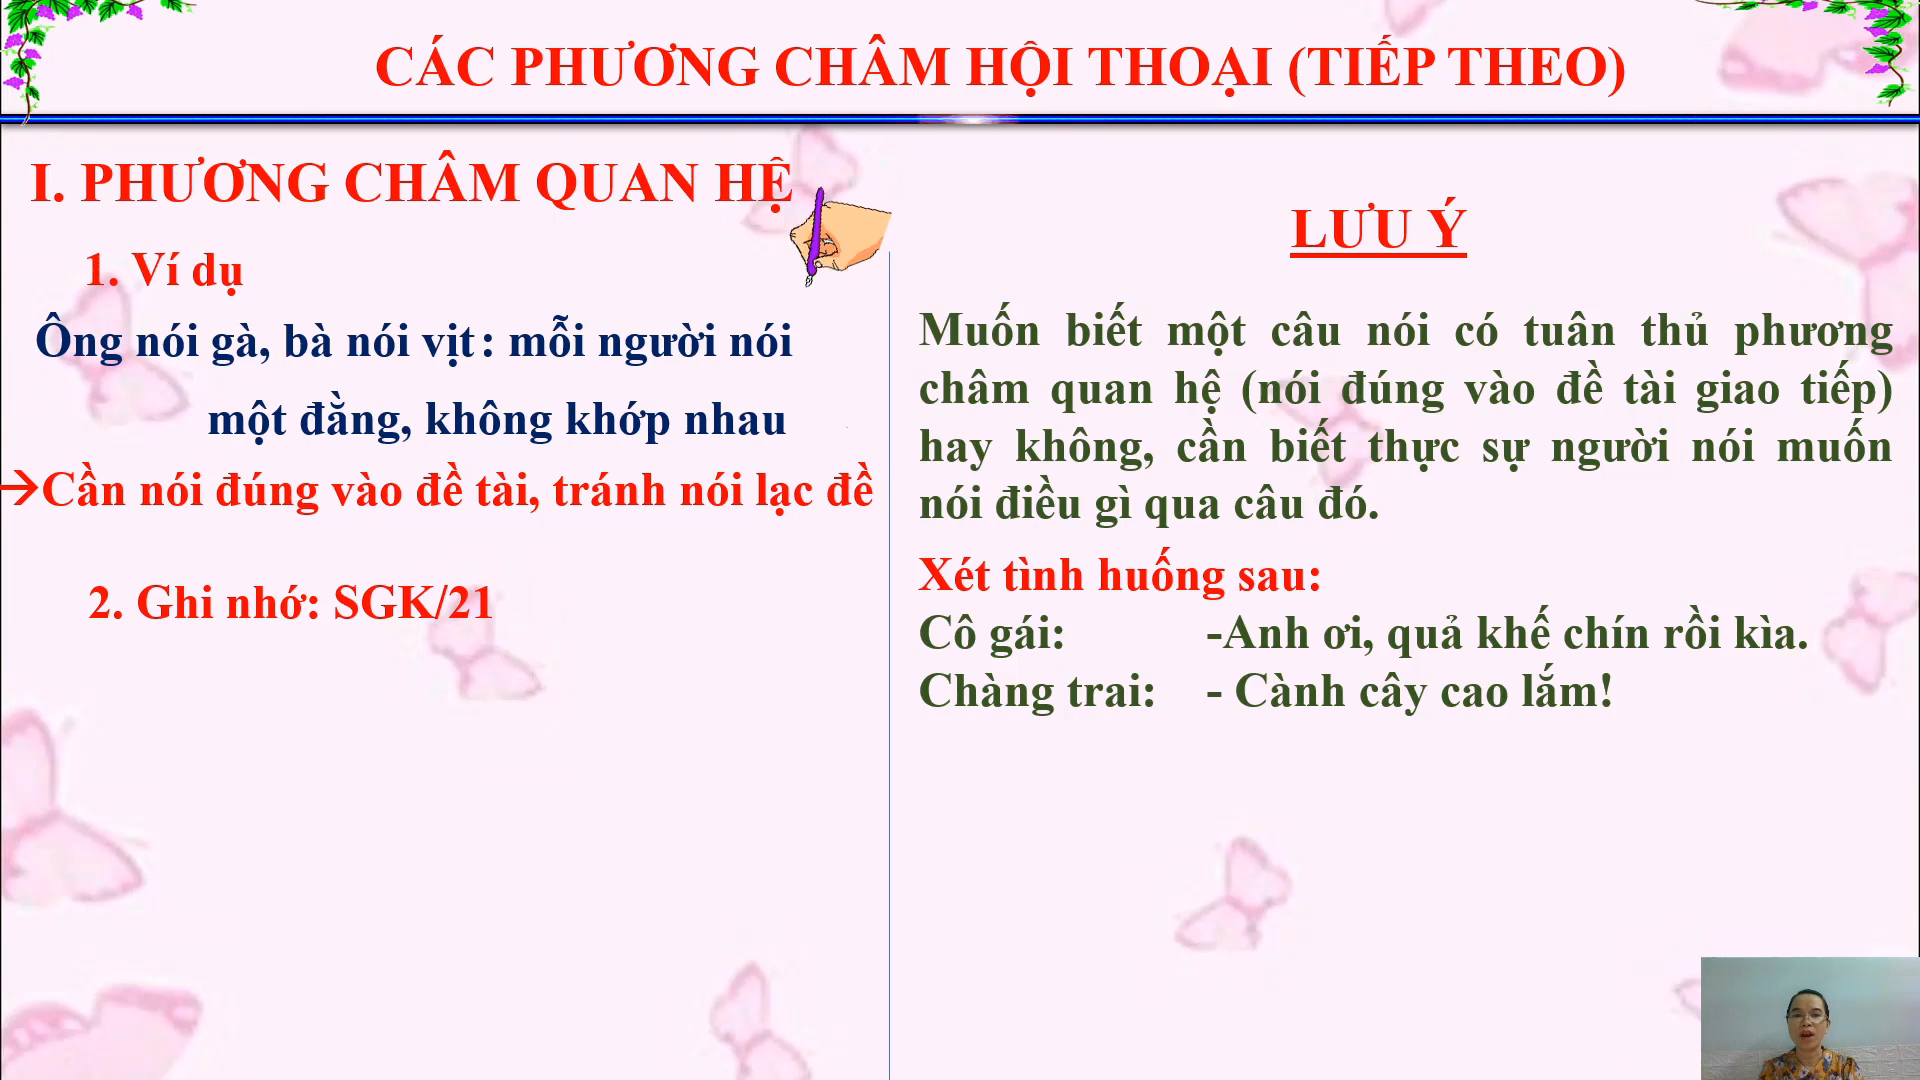 CÁC PHƯƠNG CHÂM HỘI THOẠI (TIẾP THEO)
I. PHƯƠNG CHÂM QUAN HỆ
1. Ví dụ
Ông nói gà, bà nói vịt : mỗi người nói
một đằng, không khớp nhau
→Cần nói đúng vào đề tài, tránh nói lạc đề
2. Ghi nhớ: SGK/21
LƯU Ý
Muốn biết một câu nói có tuân thủ phương
châm quan hệ (nói đúng vào đề tài giao tiếp)
hay không, cần biết thực sự người nói muốn
nói điều gì qua câu đó.
Xét tình huống sau:
Cô gái: -Anh ơi, quả khế chín rồi kìa.
Chàng trai: - Cành cây cao lắm!